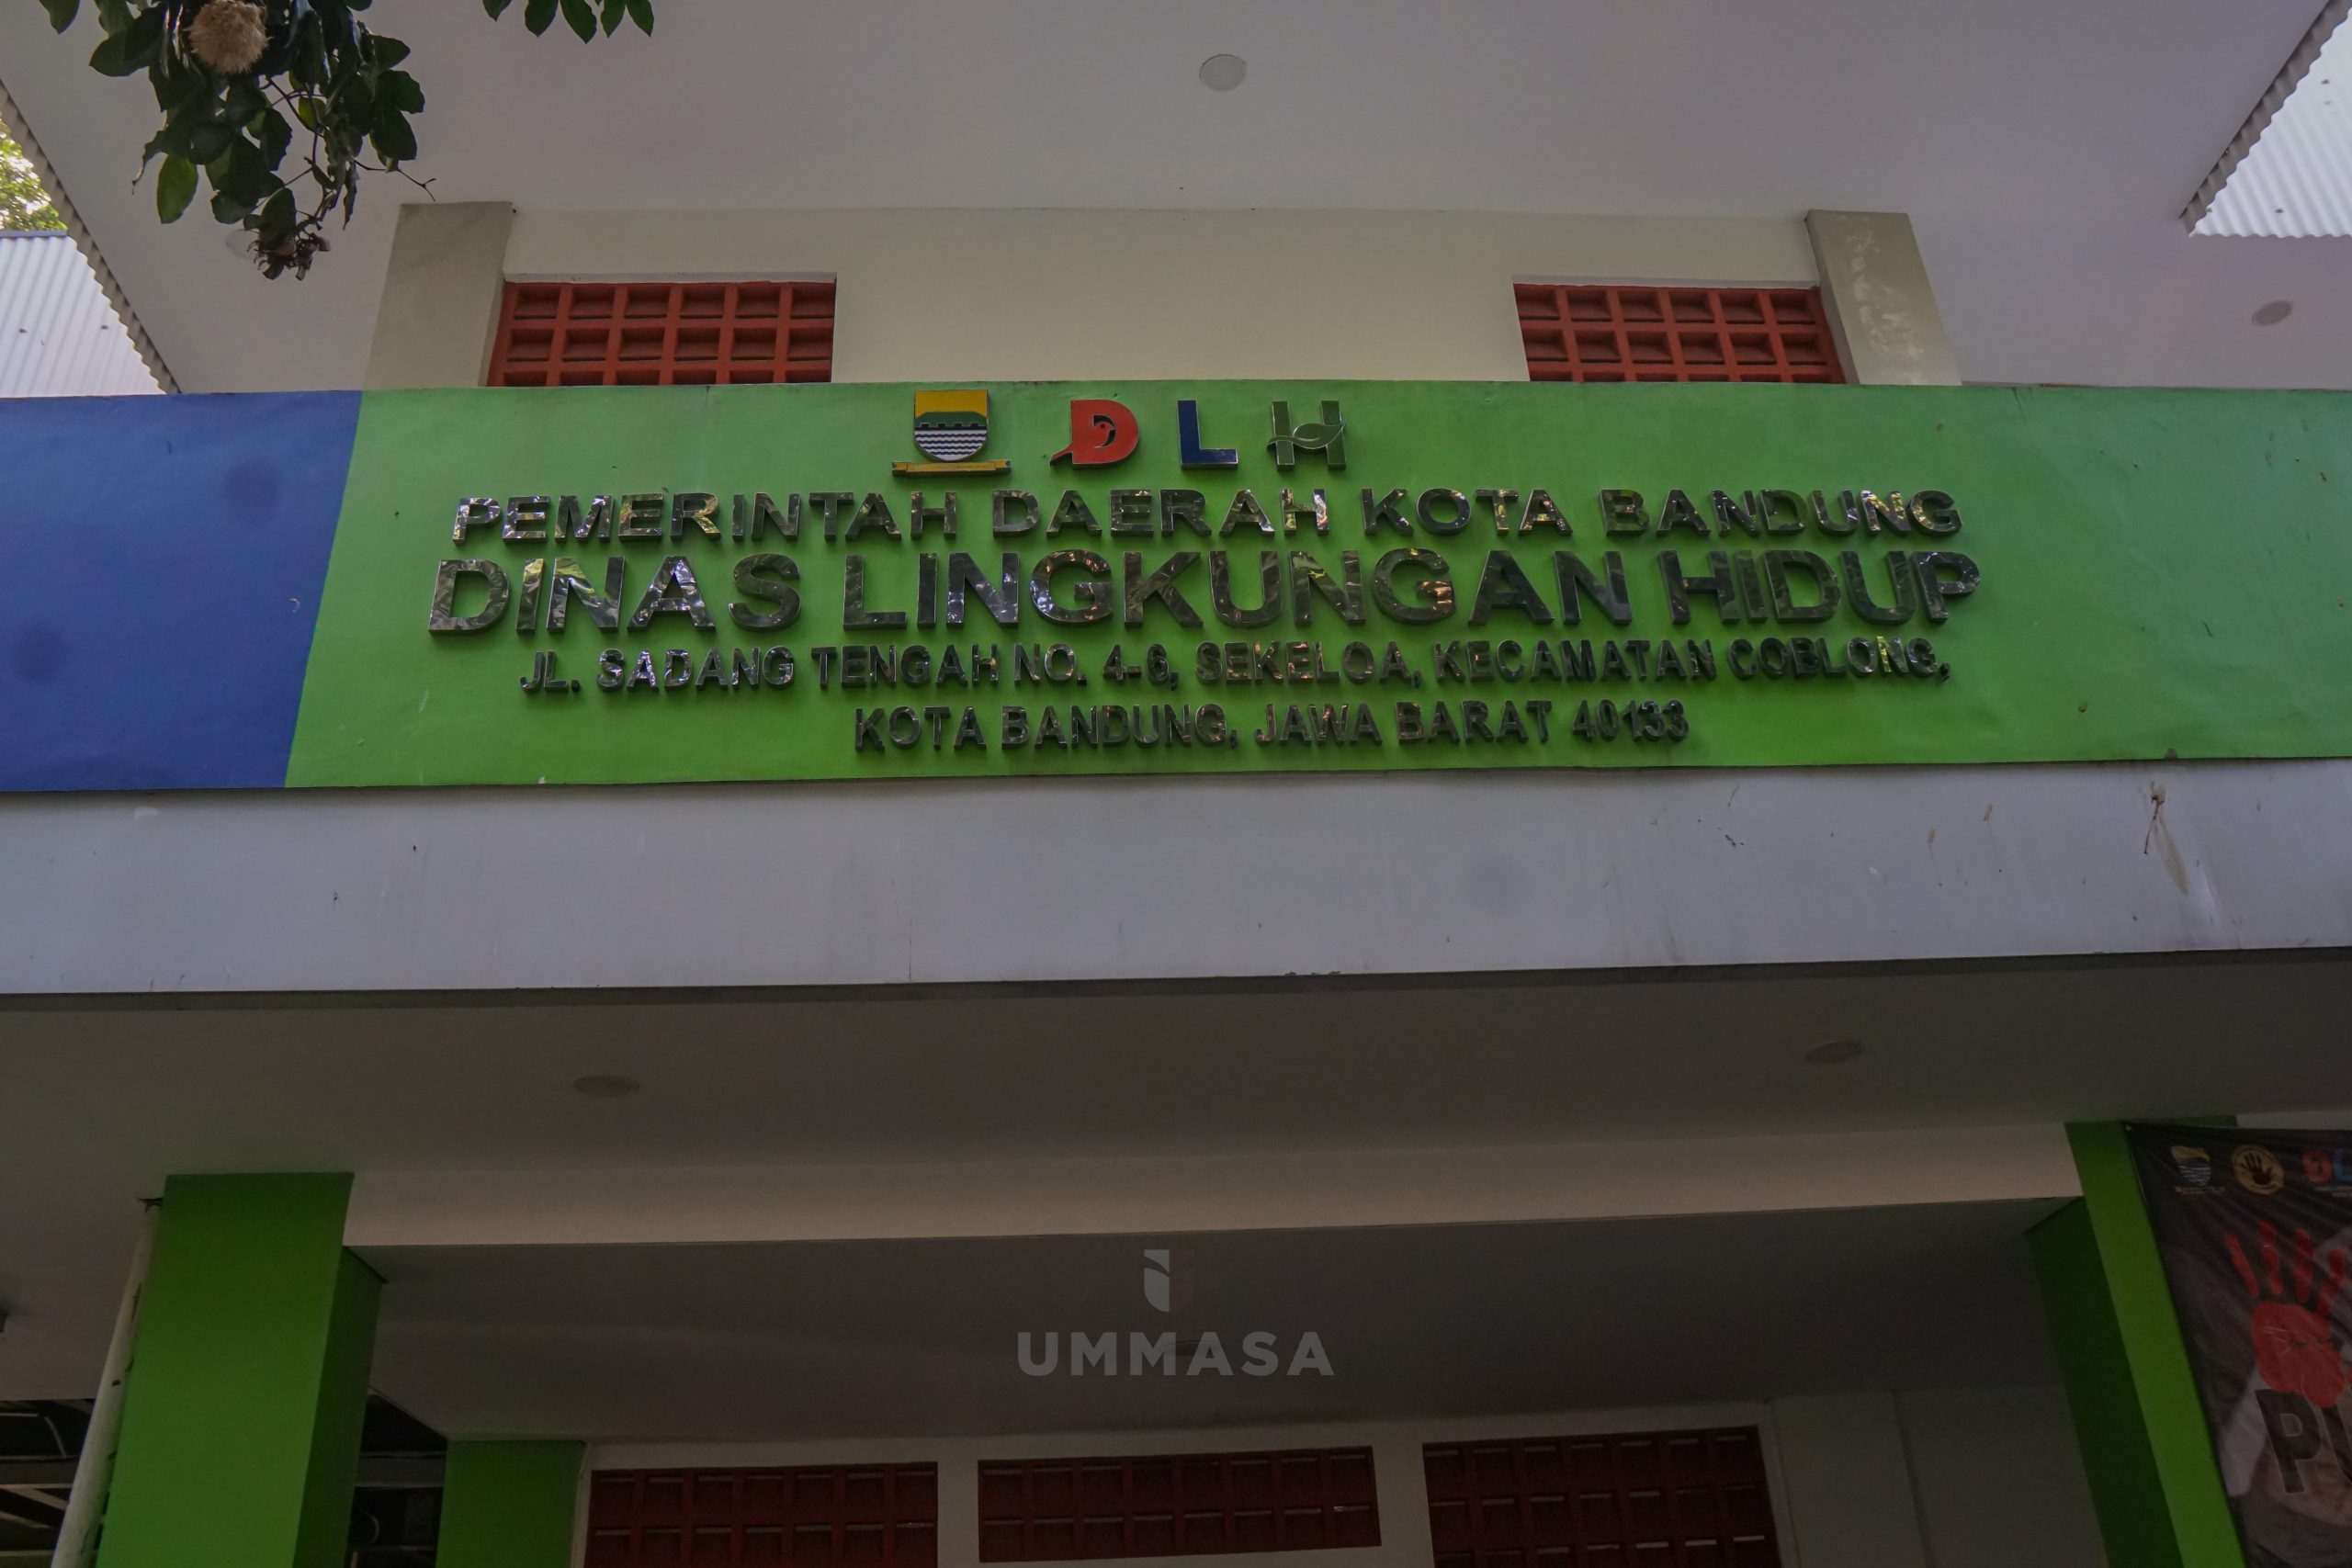 DLH
PEMERINTAH DAERAH KOTA BANDUNG
DINAS LINGKUNGAN HIDUP
JL. SADANG TENGAH NO. 4-6, SEKELOA, KECAMATAN COBLONG,
KOTA BANDUNG, JAWA BARAT 40133
UMMASA